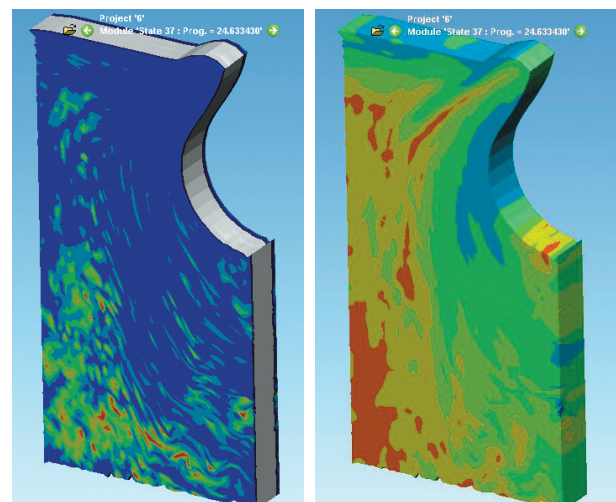 Project '6'
Module 'State 37 : Prog. = 24.633430'
Project '6'
Module 'State 37 : Prog. = 24.633430'